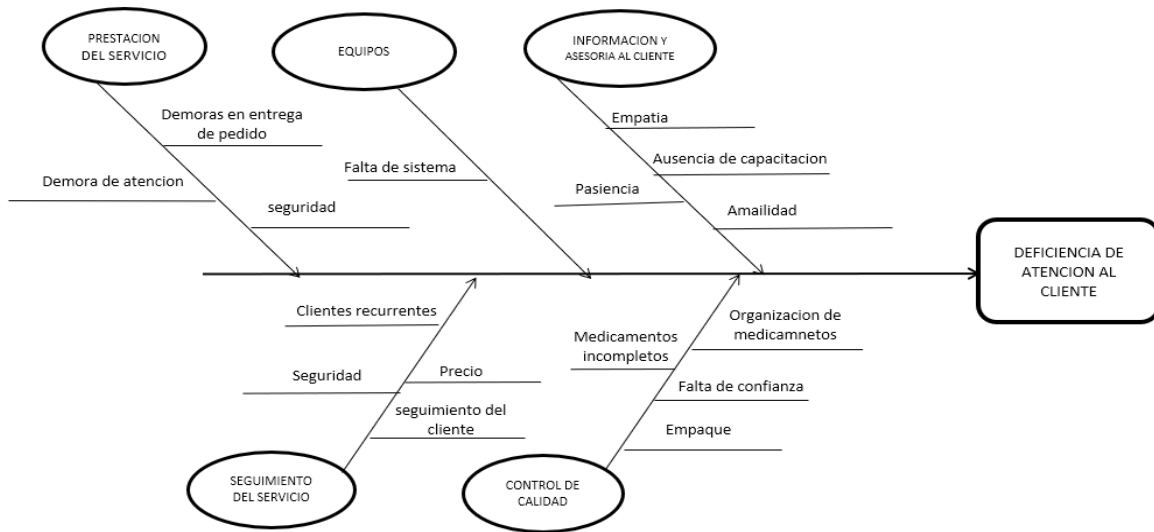 PRESTACION
DEL SERVICIO
EQUIPOS
INFORMACION Y
ASESORIA AL CLIENTE
Demoras en entrega
de pedido
Demora de atencion
seguridad
Falta de sistema
Empatia
Ausencia de capacitacion
Pasiencia
Amailidad
DEFICIENCIA DE
ATENCION AL
CLIENTE
Clientes recurrentes
Seguridad
Precio
seguimiento del
cliente
Medicamentos
incompletos
Organizacion de
medicamnetos
Falta de confianza
Empaque
SEGUIMIENTO
DEL SERVICIO
CONTROL DE
CALIDAD